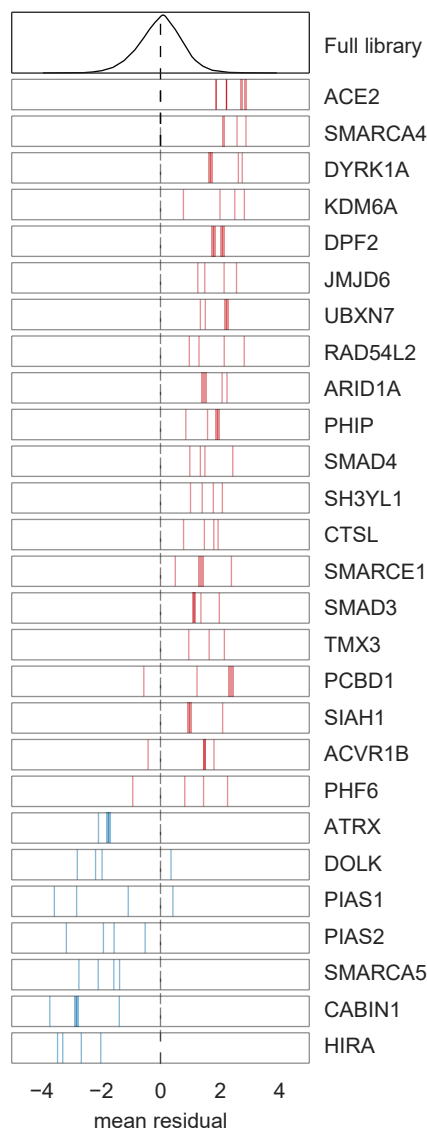 Full library
ACE2
SMARCA4
DYRK1A
KDM6A
DPF2
JMJD6
UBXN7
RAD54L2
ARID1A
PHIP
SMAD4
SH3YL1
CTSL
SMARCE1
SMAD3
TMX3
PCBD1
SIAH1
ACVR1B
PHF6
ATRX
DOLK
PIAS1
PIAS2
SMARCA5
CABIN1
HIRA
−4 −2 0 2 4
mean residual